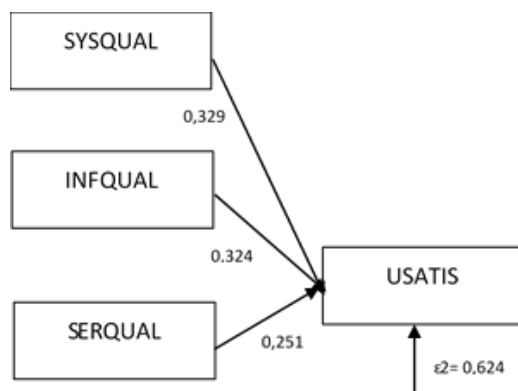 SYSQUAL
0,329
INFQUAL
0.324
USATIS
SERQUAL
0,251
ε2= 0,624